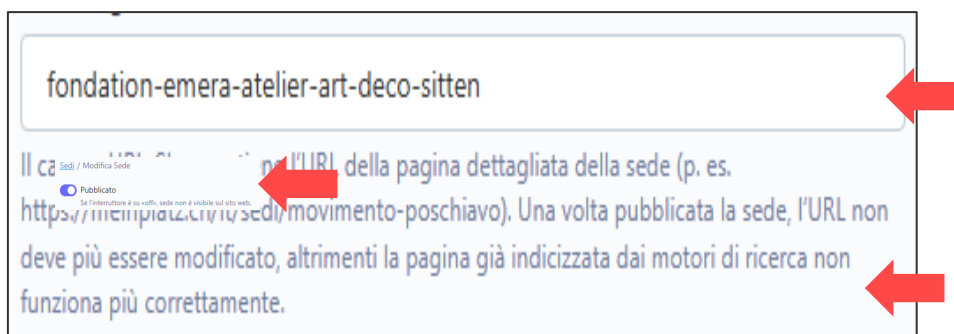 fondation-emera-atelier-art-deco-sitten
Il ca l'URL della pagina dettagliata della sede (p. es.
Sedi / Modifica Sede
Pubblicato
Se l'interruttore è su «off», sede non è visibile sul sito web.
https://meinplatz.ch/it/sedi/movimento-poschiavo). Una volta pubblicata la sede, l'URL non
deve più essere modificato, altrimenti la pagina già indicizzata dai motori di ricerca non
funziona più correttamente.